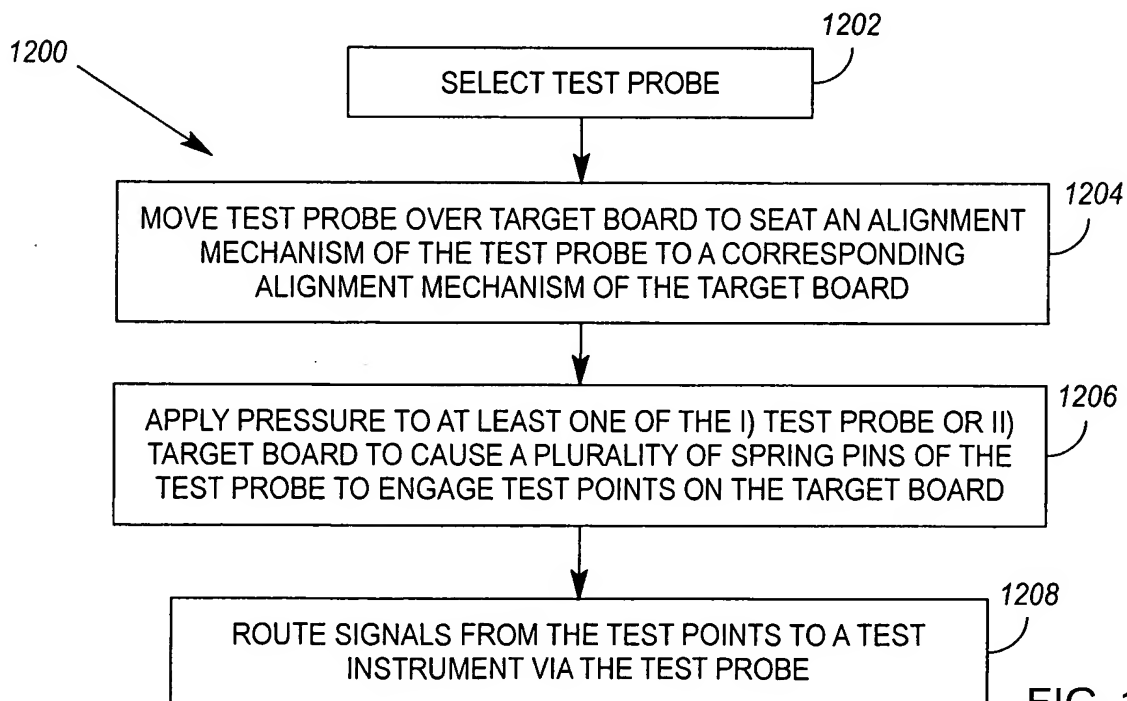 1200
1202
SELECT TEST PROBE
1204
MOVE TEST PROBE OVER TARGET BOARD TO SEAT AN ALIGNMENT
MECHANISM OF THE TEST PROBE TO A CORRESPONDING
ALIGNMENT MECHANISM OF THE TARGET BOARD
1206
APPLY PRESSURE TO AT LEAST ONE OF THE I) TEST PROBE OR II)
TARGET BOARD TO CAUSE A PLURALITY OF SPRING PINS OF THE
TEST PROBE TO ENGAGE TEST POINTS ON THE TARGET BOARD
1208
ROUTE SIGNALS FROM THE TEST POINTS TO A TEST
INSTRUMENT VIA THE TEST PROBE
FIG.